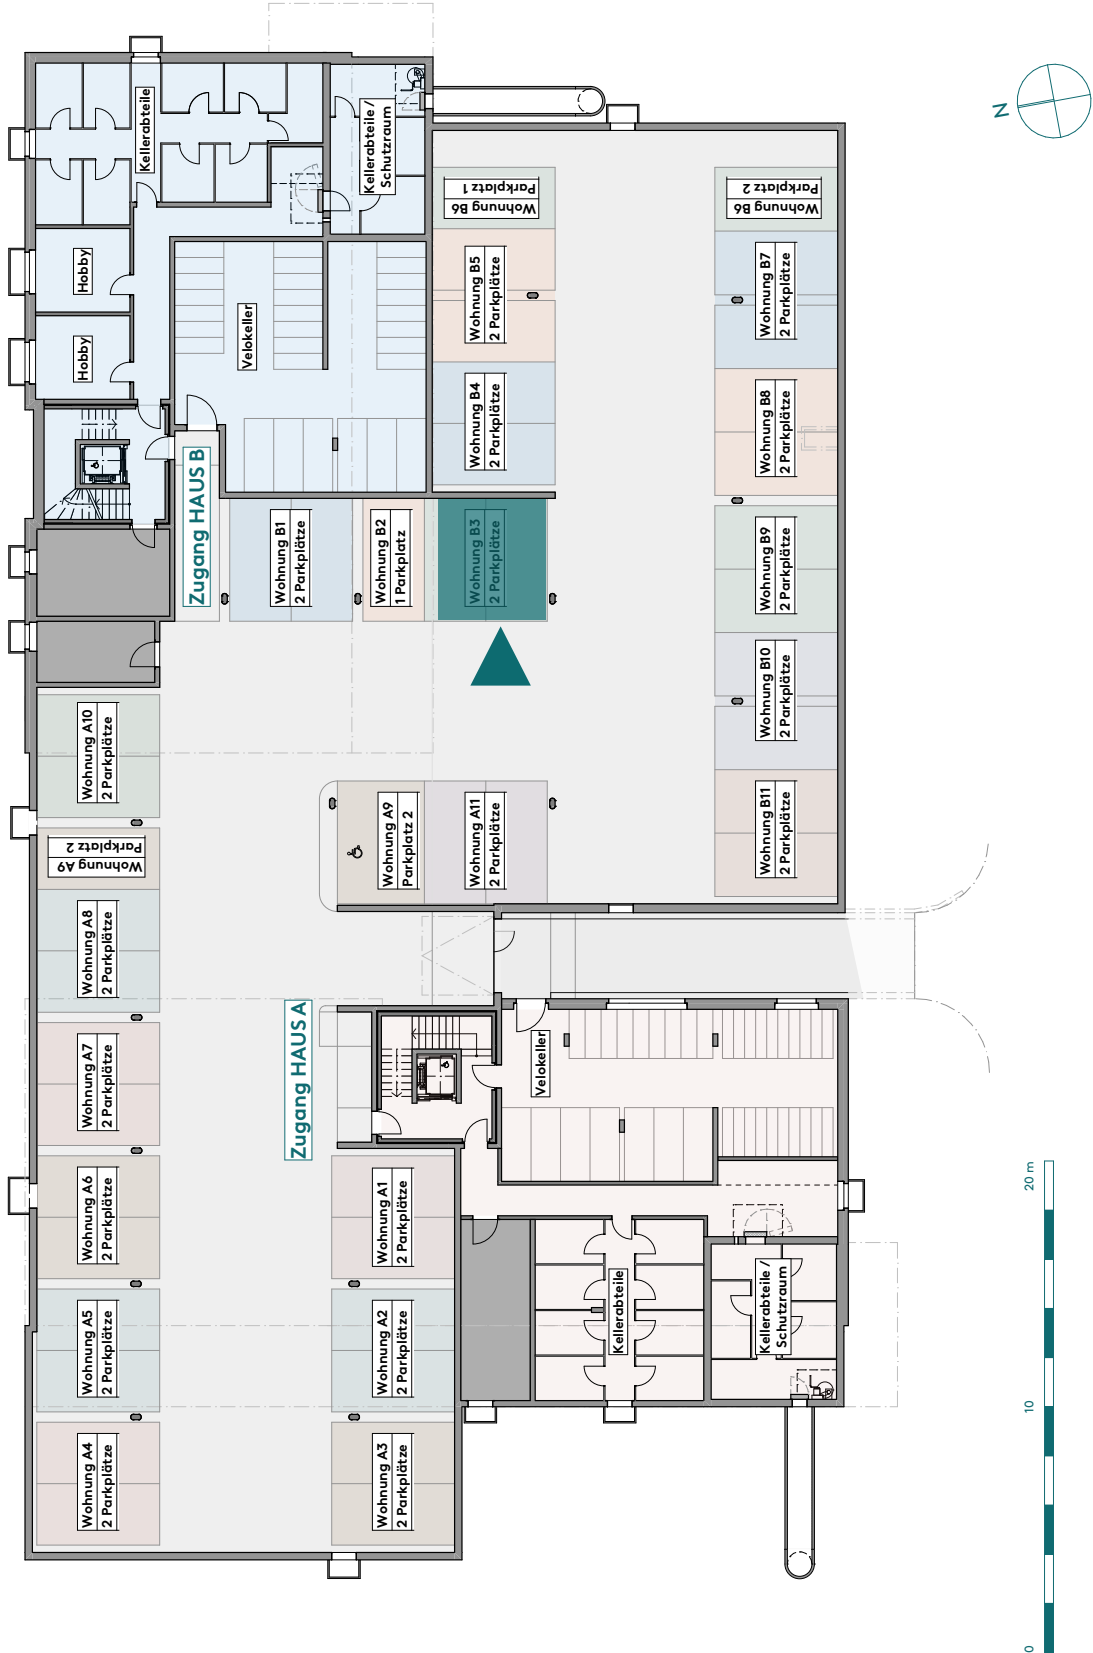 N
Kellerabteile
Kellerabteile /
Schutzraum
Wohnung B6
Parkplatz 1
Wohnung B6
Parkplatz 2
Hobby
Hobby
Velokeller
Wohnung B5
2 Parkplätze
Wohnung B7
2 Parkplätze
Wohnung B4
2 Parkplätze
Wohnung B8
2 Parkplätze
Zugang HAUS B
Wohnung B1
2 Parkplätze
Wohnung B2
1 Parkplatz
Wohnung B3
2 Parkplätze
Wohnung B9
2 Parkplätze
Wohnung B10
2 Parkplätze
Wohnung A10
2 Parkplätze
Wohnung A9
Parkplatz 2
Wohnung A9
Parkplatz 2
Wohnung A11
2 Parkplätze
Wohnung B11
2 Parkplätze
Wohnung A8
2 Parkplätze
Zugang HAUS A
Velokeller
Wohnung A7
2 Parkplätze
Wohnung A6
2 Parkplätze
Wohnung A1
2 Parkplätze
Kellerabteile
Kellerabteile /
Schutzraum
Wohnung A5
2 Parkplätze
Wohnung A2
2 Parkplätze
Wohnung A4
2 Parkplätze
Wohnung A3
2 Parkplätze
20 m
10
0